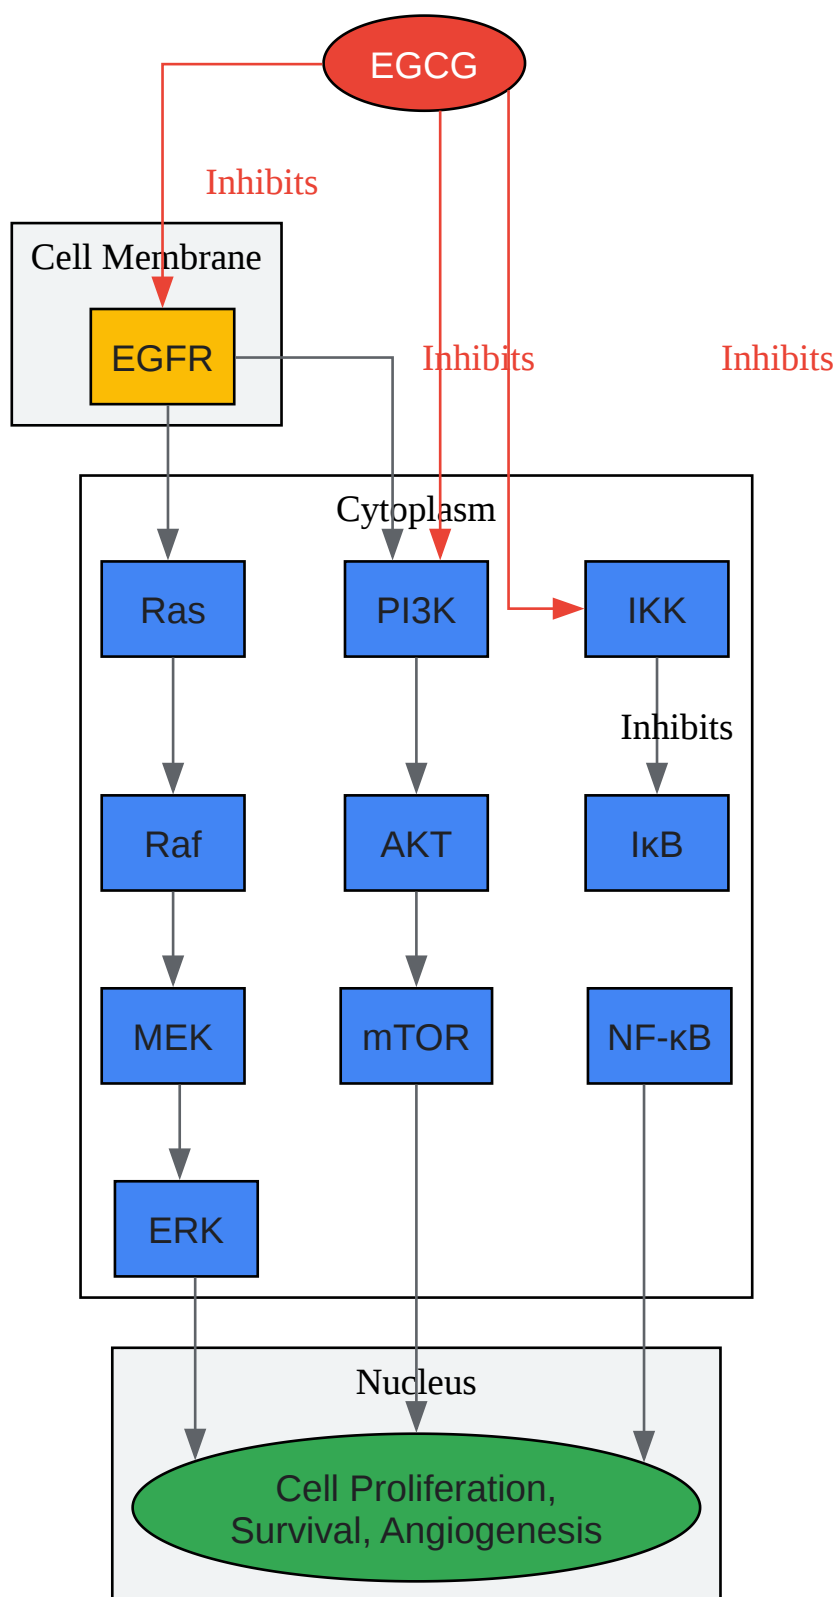 EGCG
Inhibits
Cell Membrane
EGFR
Inhibits
Inhibits
Cytoplasm
Ras
PI3K
IKK
Inhibits
Raf
AKT
IκB
MEK
mTOR
NF-κB
ERK
Nucleus
Cell Proliferation,
Survival, Angiogenesis